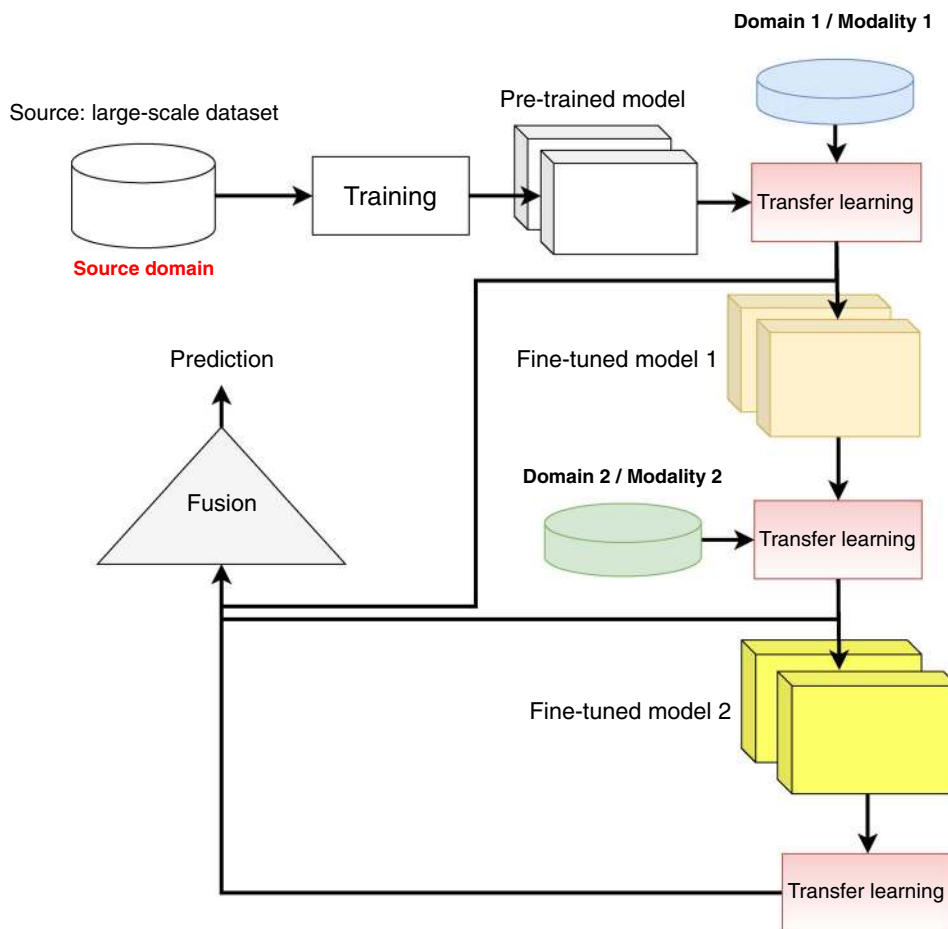 Domain 1 / Modality 1
Source: large-scale dataset
Pre-trained model
Training
Transfer learning
Source domain
Prediction
Fine-tuned model 1
Domain 2 / Modality 2
Fusion
Transfer learning
Fine-tuned model 2
Transfer learning